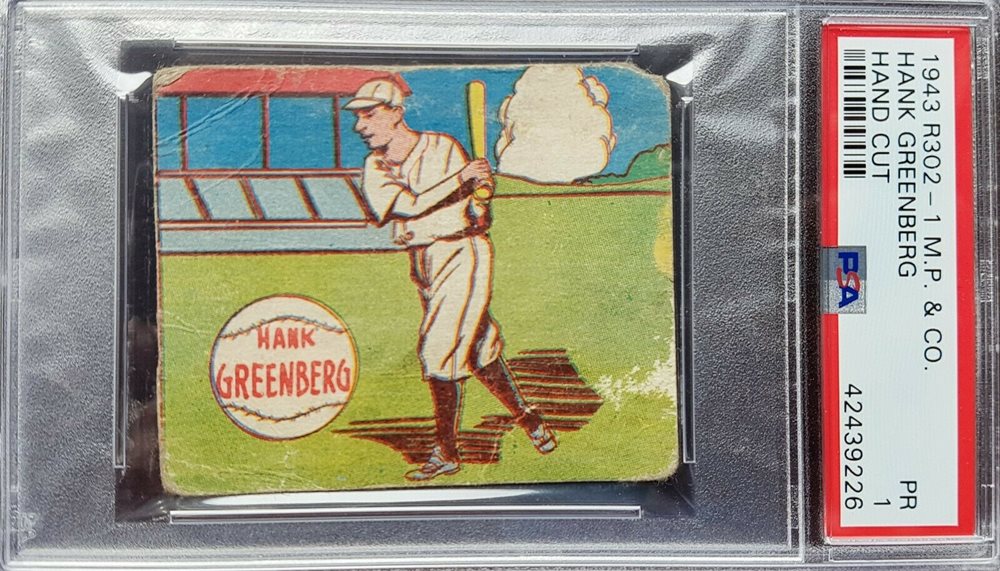 HANK
GREENBERG
1943 R302-1 M.P. & CO.
HANK GREENBERG PR
HAND CUT 1
PSA 42439226